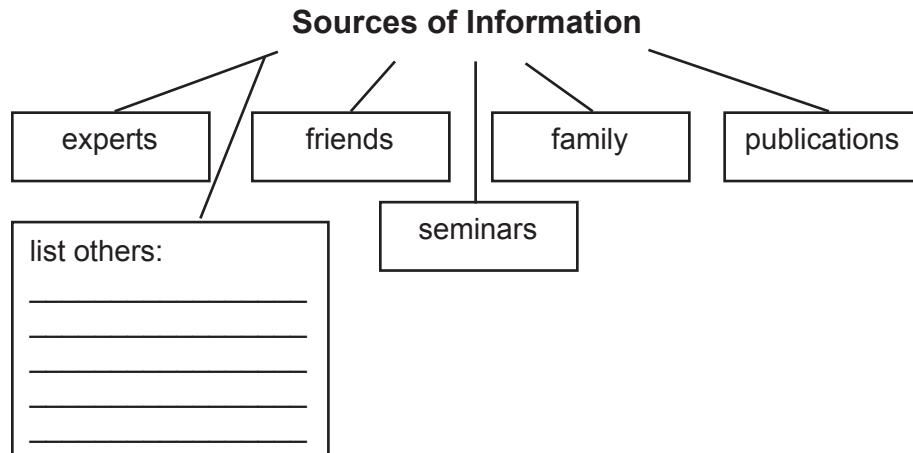 Sources of Information
experts
friends
family
publications
seminars
list others: